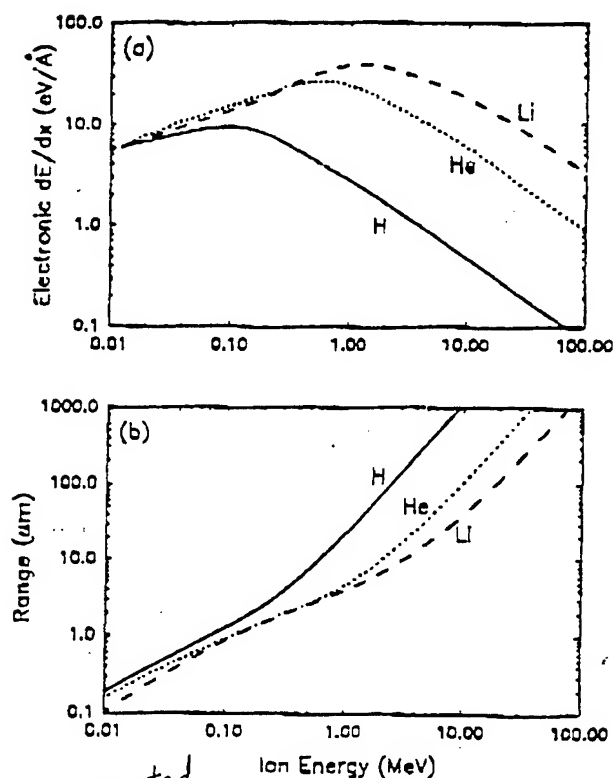 100.0
(a)
Electronic dE/dx (eV/Å)
10.0
1.0
0.1
Li
He
H
0.01 0.10 1.00 10.00 100.00
1000.0
(b)
Range (um)
100.0
10.0
1.0
0.1
H
He
Li
0.01 0.10 1.00 10.00 100.00
ted
Ion Energy (MeV)